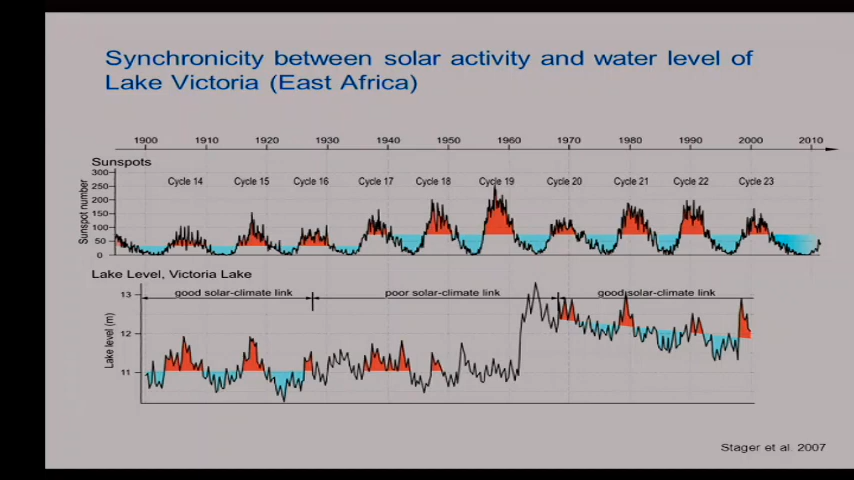 Synchronicity between solar activity and water level of
Lake Victoria (East Africa)
1900 1910 1920 1930 1940 1950 1960 1970 1980 1990 2000 2010
Sunspots
300
250
200
150
100
50
0
Sunspot number
Cycle 14 Cycle 15 Cycle 16 Cycle 17 Cycle 18 Cycle 19 Cycle 20 Cycle 21 Cycle 22 Cycle 23
Lake Level, Victoria Lake
good solar-climate link poor solar-climate link good solar-climate link
13
12
11
Lake level (m)
Stager et al. 2007